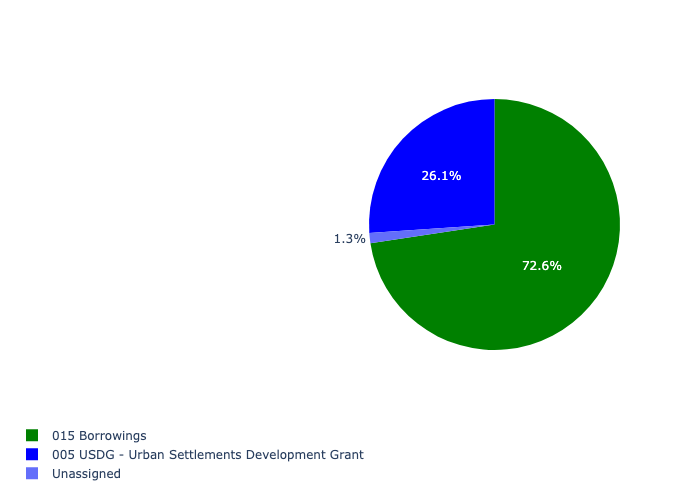 26.1%
1.3%
72.6%
015 Borrowings
005 USDG - Urban Settlements Development Grant
Unassigned